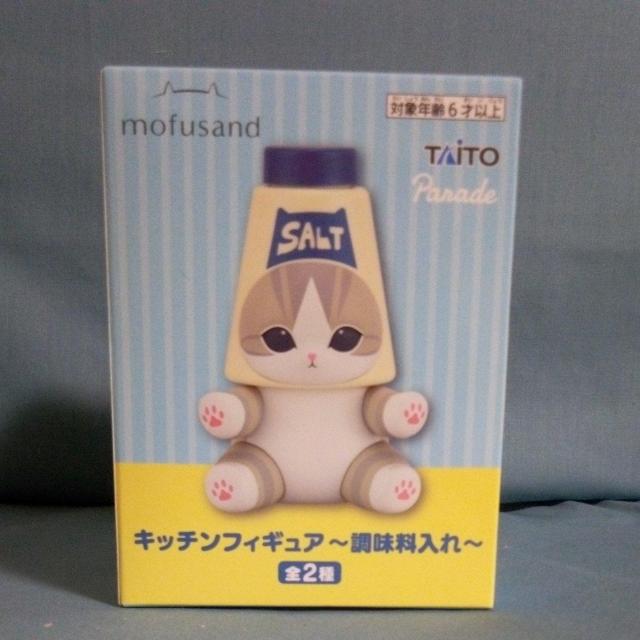 mofusand
対象年齢6才以上
TAITO
Parade
SALT
キッチンフィギュア～調味料入れ～
全2種